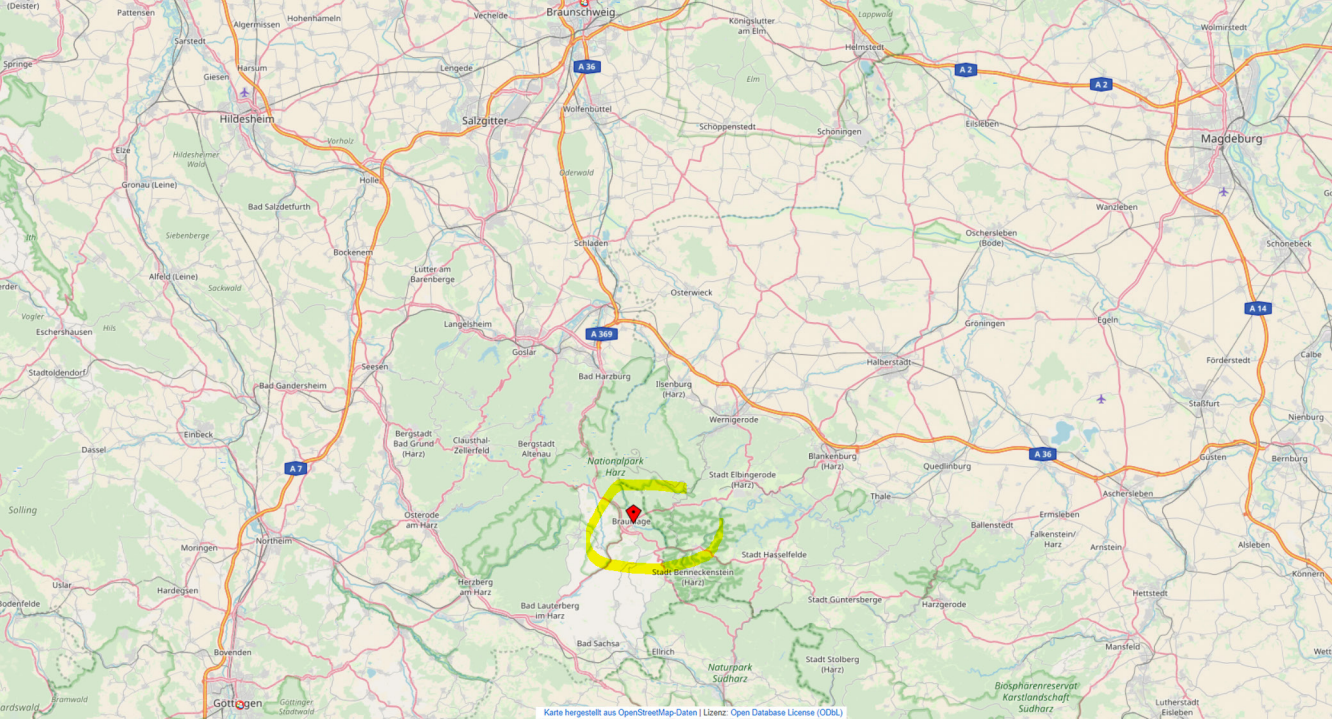 (Deister)
Pattensen
Algermissen
Hohenhameln
Vechelde
Braunschweig
Königslutter
am Elm
Lappwald
Wolmirstedt
Sarstedt
Helmstedt
Springe
Giesen
Harsum
Lengede
A 36
Elm
A 2
A 2
Hildesheim
Salzgitter
Wolfenbüttel
Schöppenstedt
Schöningen
Eilsleben
Magdeburg
Elze
Hildesheimer
Wald
Vorholz
Holle
Oderwald
Gronau (Leine)
Bad Salzdetfurth
Wanzleben
Ith
Siebenberge
Bockenem
Schladen
Oschersleben
(Bode)
Schönebeck
Alfeld (Leine)
Sackwald
Lutter am
Barenberge
Osterwieck
Vogler
Eschershausen
Hils
Langelsheim
A 369
Gröningen
Egeln
A 14
Goslar
Halberstadt
Förderstedt
Calbe
Stadtoldendorf
Seesen
Bad Gandersheim
Bad Harzburg
Ilsenburg
(Harz)
Staßfurt
Nienburg
Einbeck
Bergstadt
Bad Grund
(Harz)
Clausthal-
Zellerfeld
Bergstadt
Altenau
Wernigerode
Dassel
A 7
Nationalpark
Harz
Stadt Elbingerode
(Harz)
Blankenburg
(Harz)
Quedlinburg
A 36
Güsten
Bernburg
Aschersleben
Solling
Osterode
am Harz
Braunlage
Thale
Ballenstedt
Ermsleben
Falkenstein/
Harz
Arnstein
Alsleben
Moringen
Northeim
Stadt Hasselfelde
Stadt Benneckenstein
(Harz)
Könnern
Uslar
Hardegsen
Herzberg
am Harz
Bad Lauterberg
im Harz
Stadt Güntersberge
Harzgerode
Hettstedt
Bodenfelde
Bovenden
Bad Sachsa
Ellrich
Naturpark
Südharz
Stadt Stolberg
(Harz)
Mansfeld
Bramwald
Göttingen
Göttinger
Stadtwald
Biosphärenreservat
Karstlandschaft
Südharz
Lutherstadt
Eisleben
Karte hergestellt aus OpenStreetMap-Daten | Lizenz: Open Database License (ODbL)